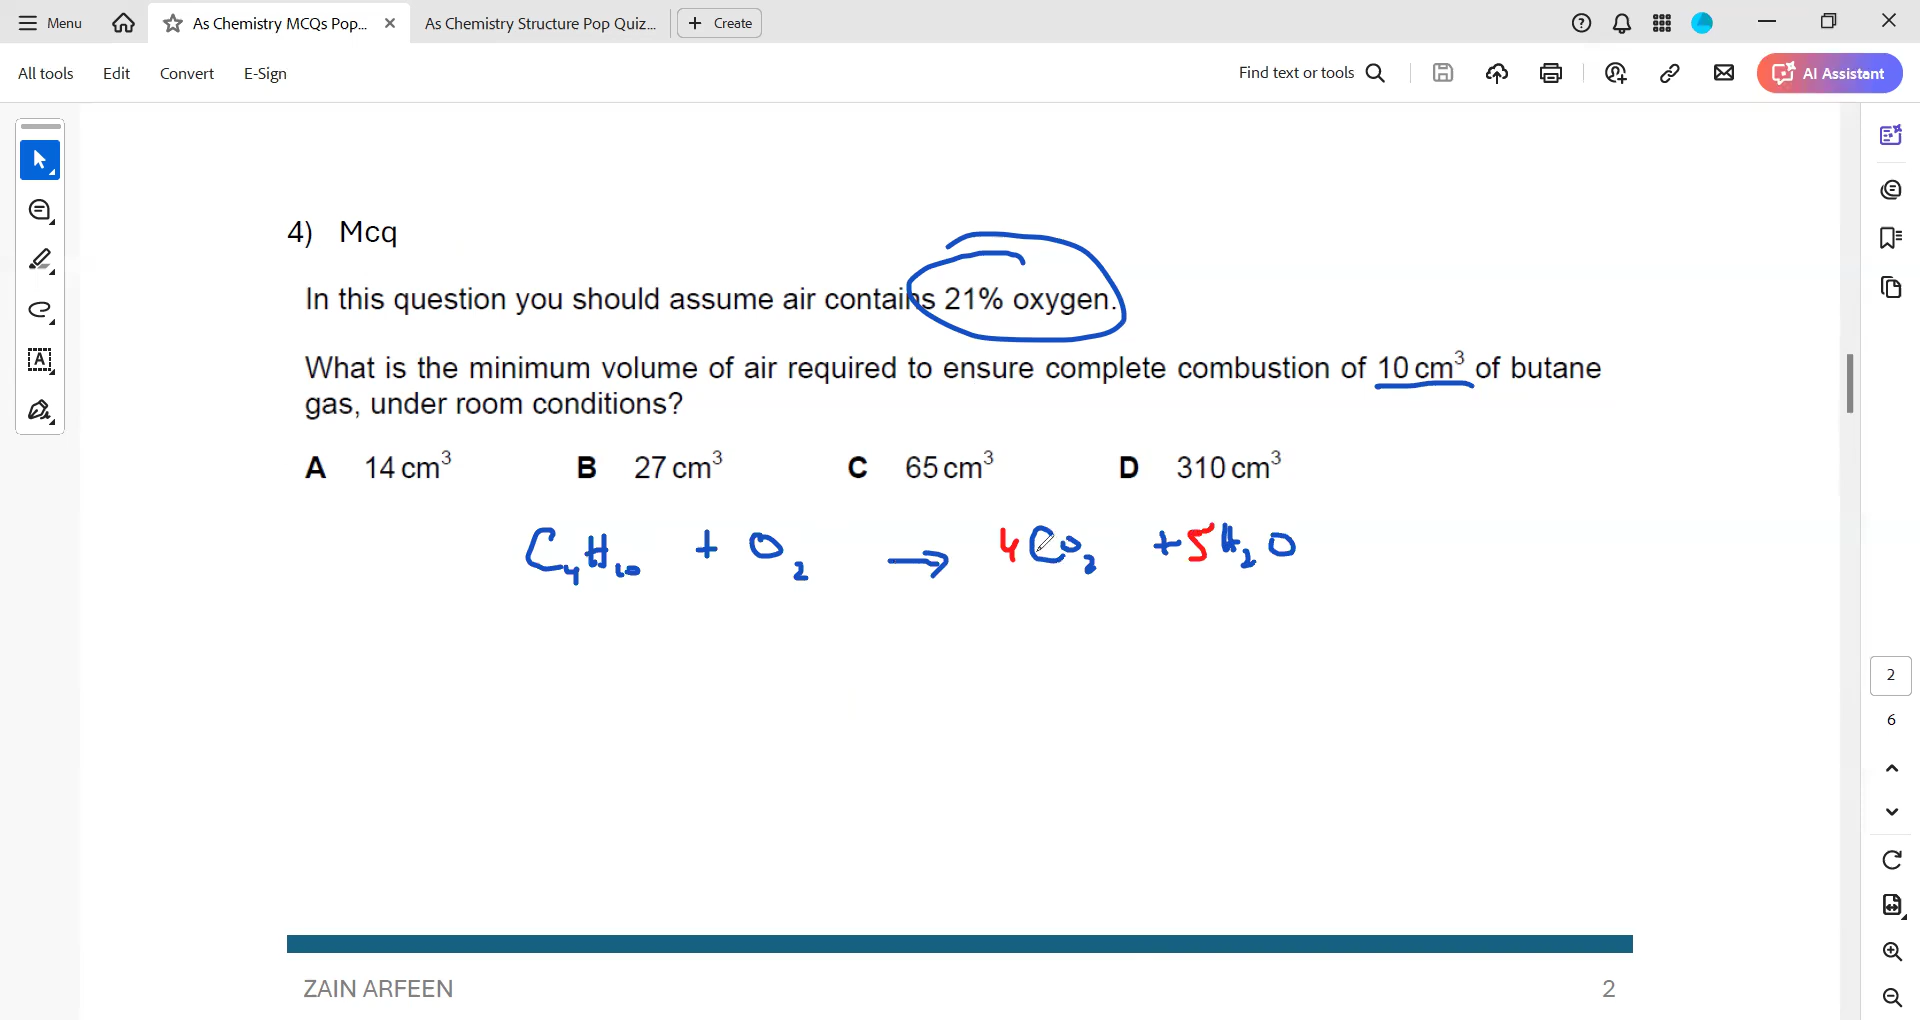 Menu
As Chemistry MCQs Pop...
As Chemistry Structure Pop Quiz...
+ Create
All tools
Edit
Convert
E-Sign
Find text or tools
AI Assistant
4) Mcq
In this question you should assume air contains 21% oxygen.
What is the minimum volume of air required to ensure complete combustion of 10 cm³ of butane
gas, under room conditions?
A 14 cm³ B 27 cm³ C 65 cm³ D 310 cm³
C₄H₁₀ + O₂ → 4CO₂ + 5H₂O
2
6
ZAIN ARFEEN
2